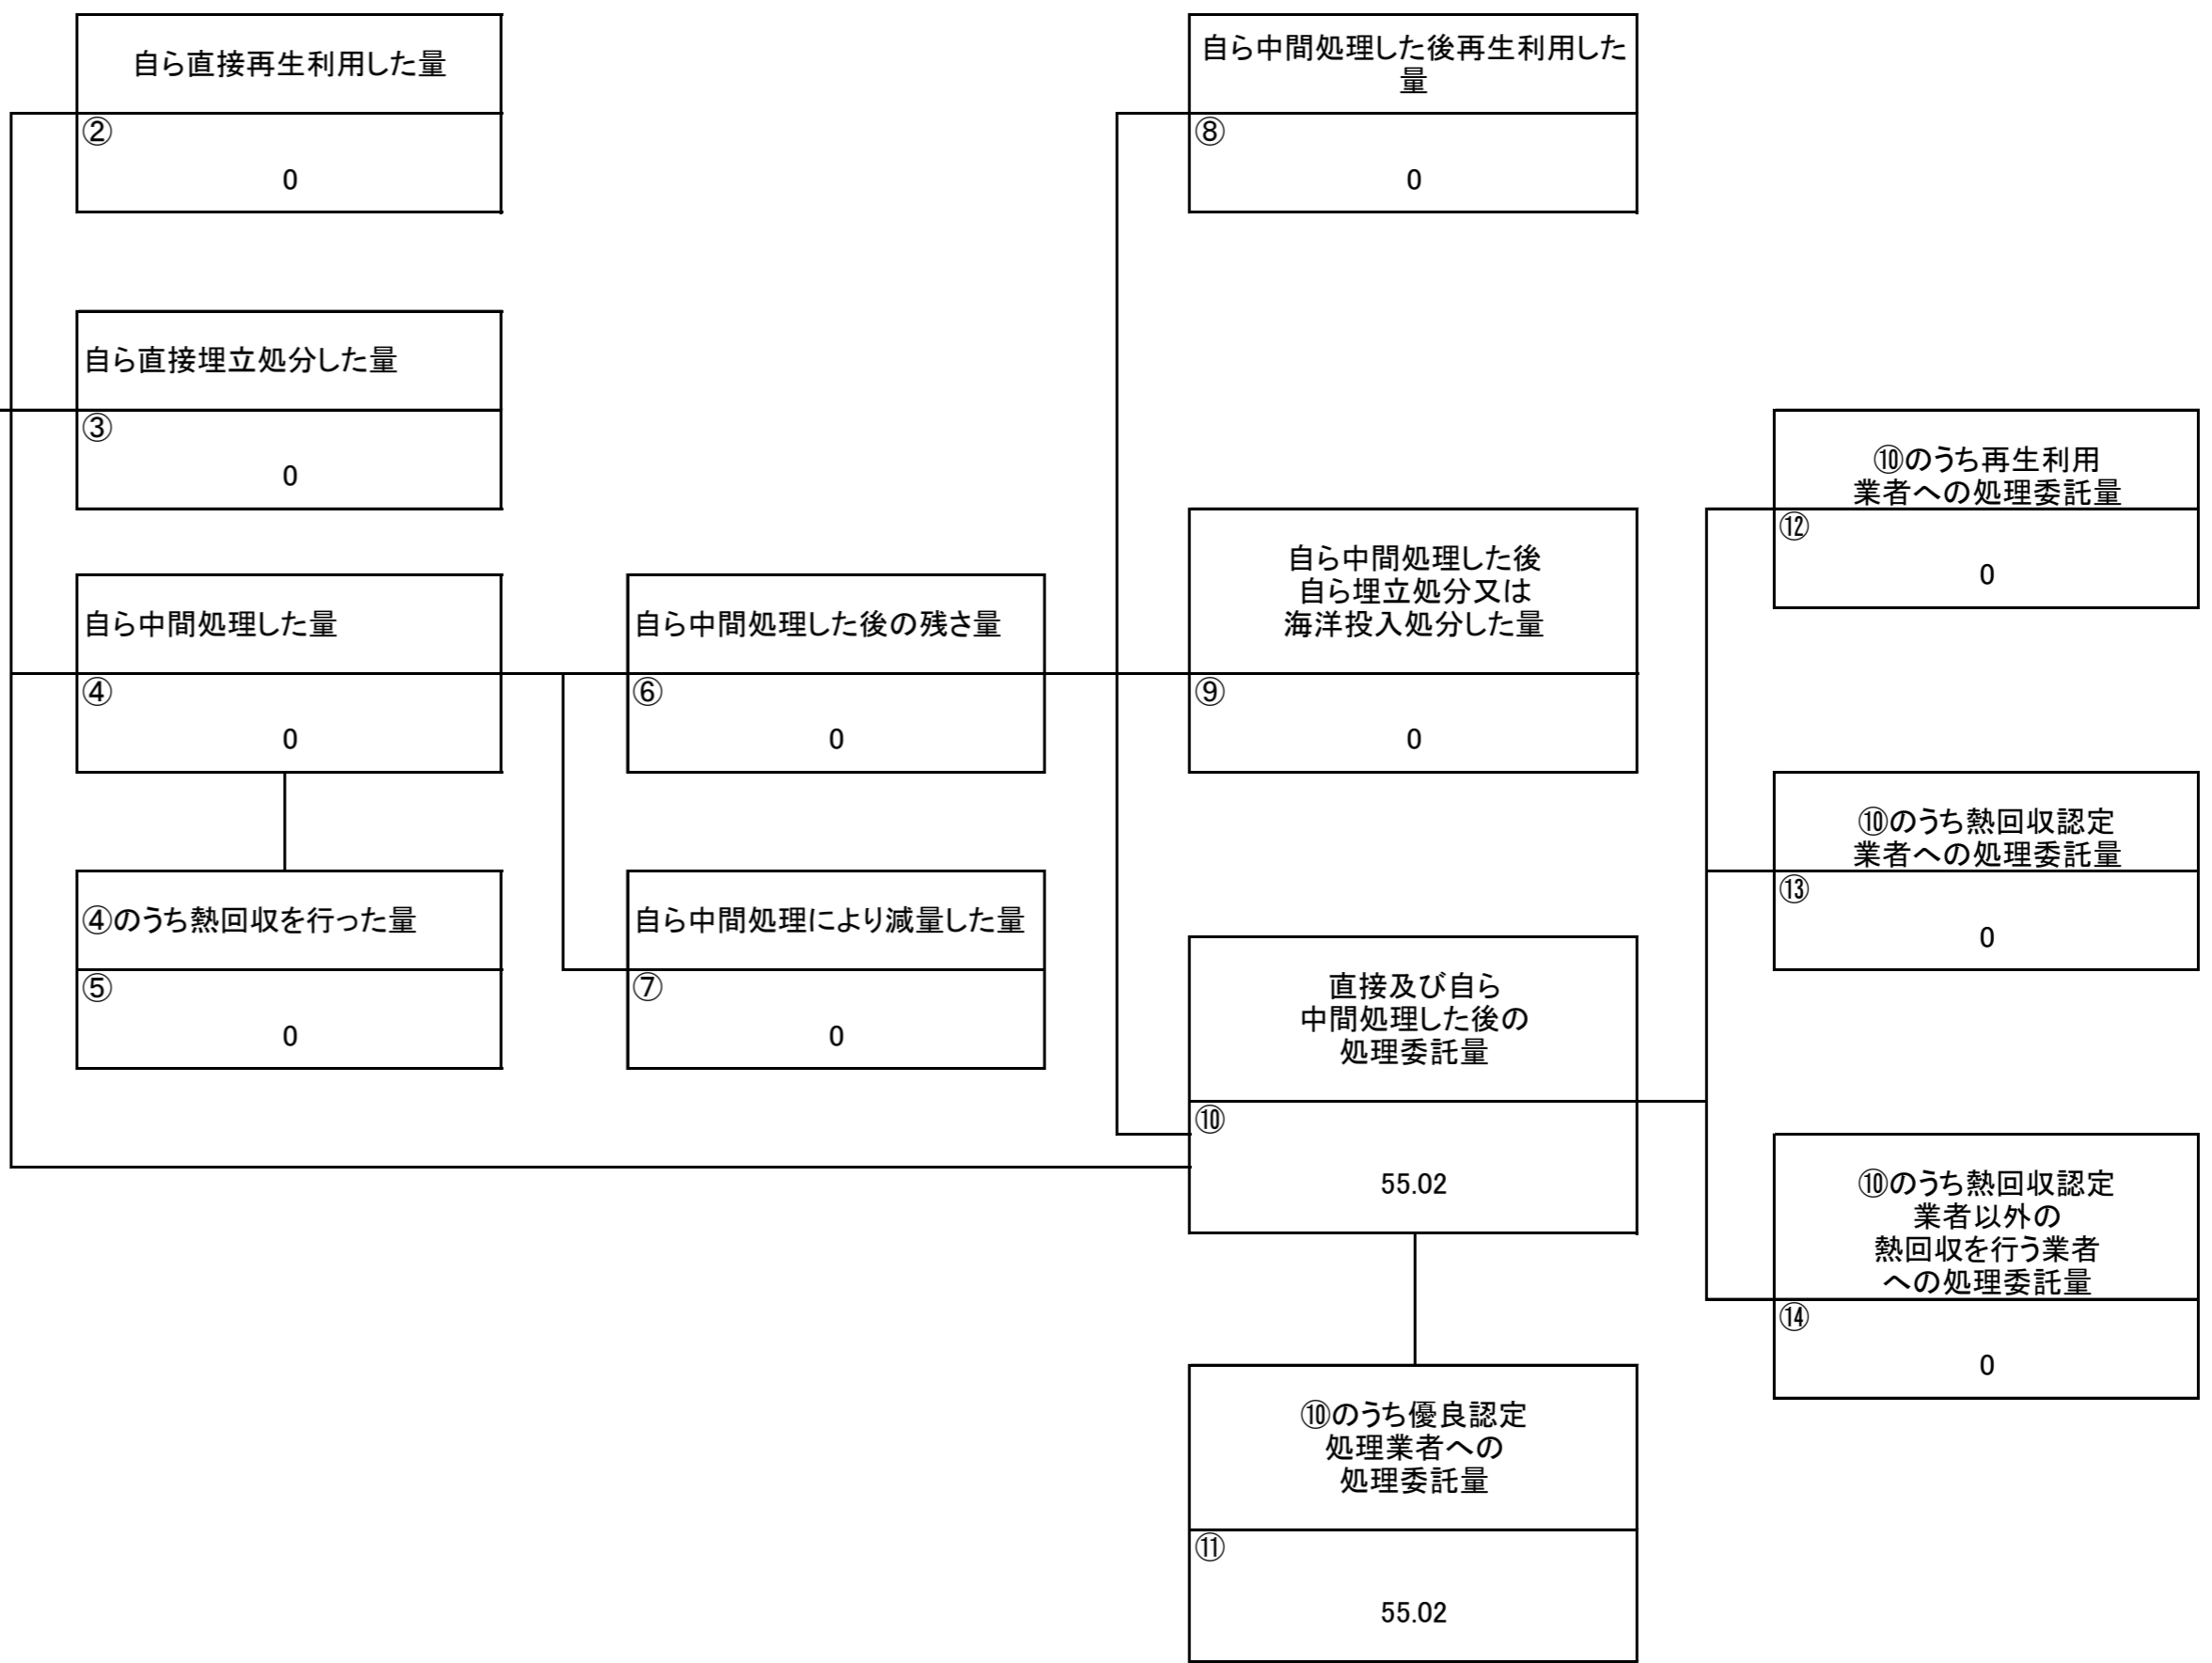 自ら直接再生利用した量
②
0
自ら中間処理した後再生利用した
量
⑧
0
自ら直接埋立処分した量
③
0
⑩のうち再生利用
業者への処理委託量
⑫
0
自ら中間処理した量
④
0
自ら中間処理した後の残さ量
⑥
0
自ら中間処理した後
自ら埋立処分又は
海洋投入処分した量
⑨
0
⑩のうち熱回収認定
業者への処理委託量
⑬
0
④のうち熱回収を行った量
⑤
0
自ら中間処理により減量した量
⑦
0
直接及び自ら
中間処理した後の
処理委託量
⑩
55.02
⑩のうち熱回収認定
業者以外の
熱回収を行う業者
への処理委託量
⑭
0
⑩のうち優良認定
処理業者への
処理委託量
⑪
55.02